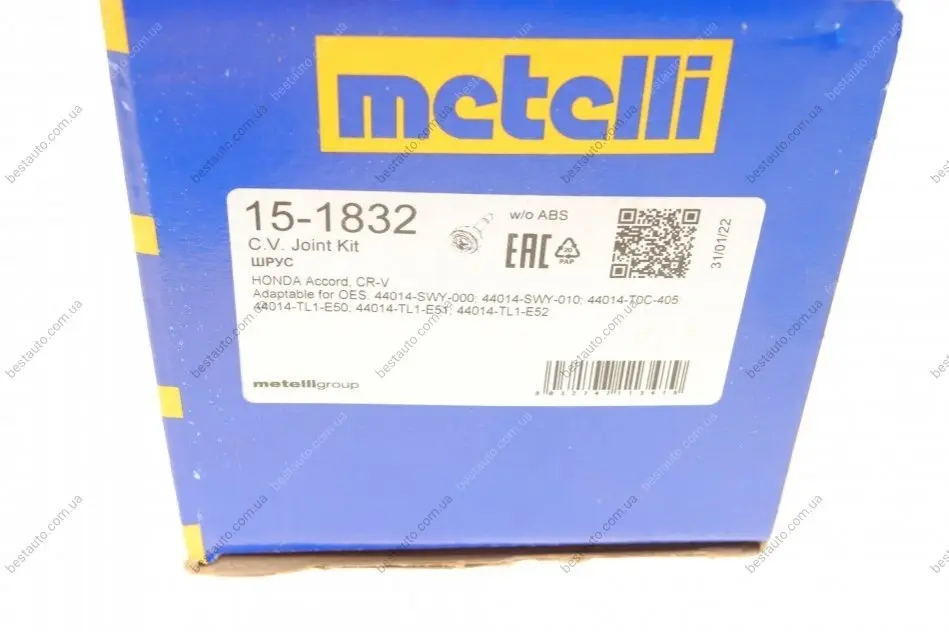 metelli
15-1832
w/o ABS
C.V. Joint Kit
ШРУС
EAC
20
PAP
31/01/22
HONDA Accord, CR-V
Adaptable for OES: 44014-SWY-000; 44014-SWY-010; 44014-T0C-405
44014-TL1-E50; 44014-TL1-E51; 44014-TL1-E52
metelligroup
bestauto.com.ua